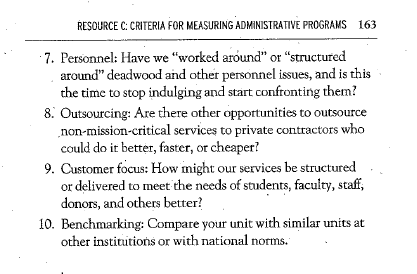 RESOURCE C: CRITERIA FOR MEASURING ADMINISTRATIVE PROGRAMS 163
7. Personnel: Have we “worked around” or “structured
around” deadwood and other personnel issues, and is this
the time to stop indulging and start confronting them?
8. Outsourcing: Are there other opportunities to outsource
non-mission-critical services to private contractors who
could do it better, faster, or cheaper?
9. Customer focus: How might our services be structured
or delivered to meet the needs of students, faculty, staff,
donors, and others better?
10. Benchmarking: Compare your unit with similar units at
other institutions or with national norms.